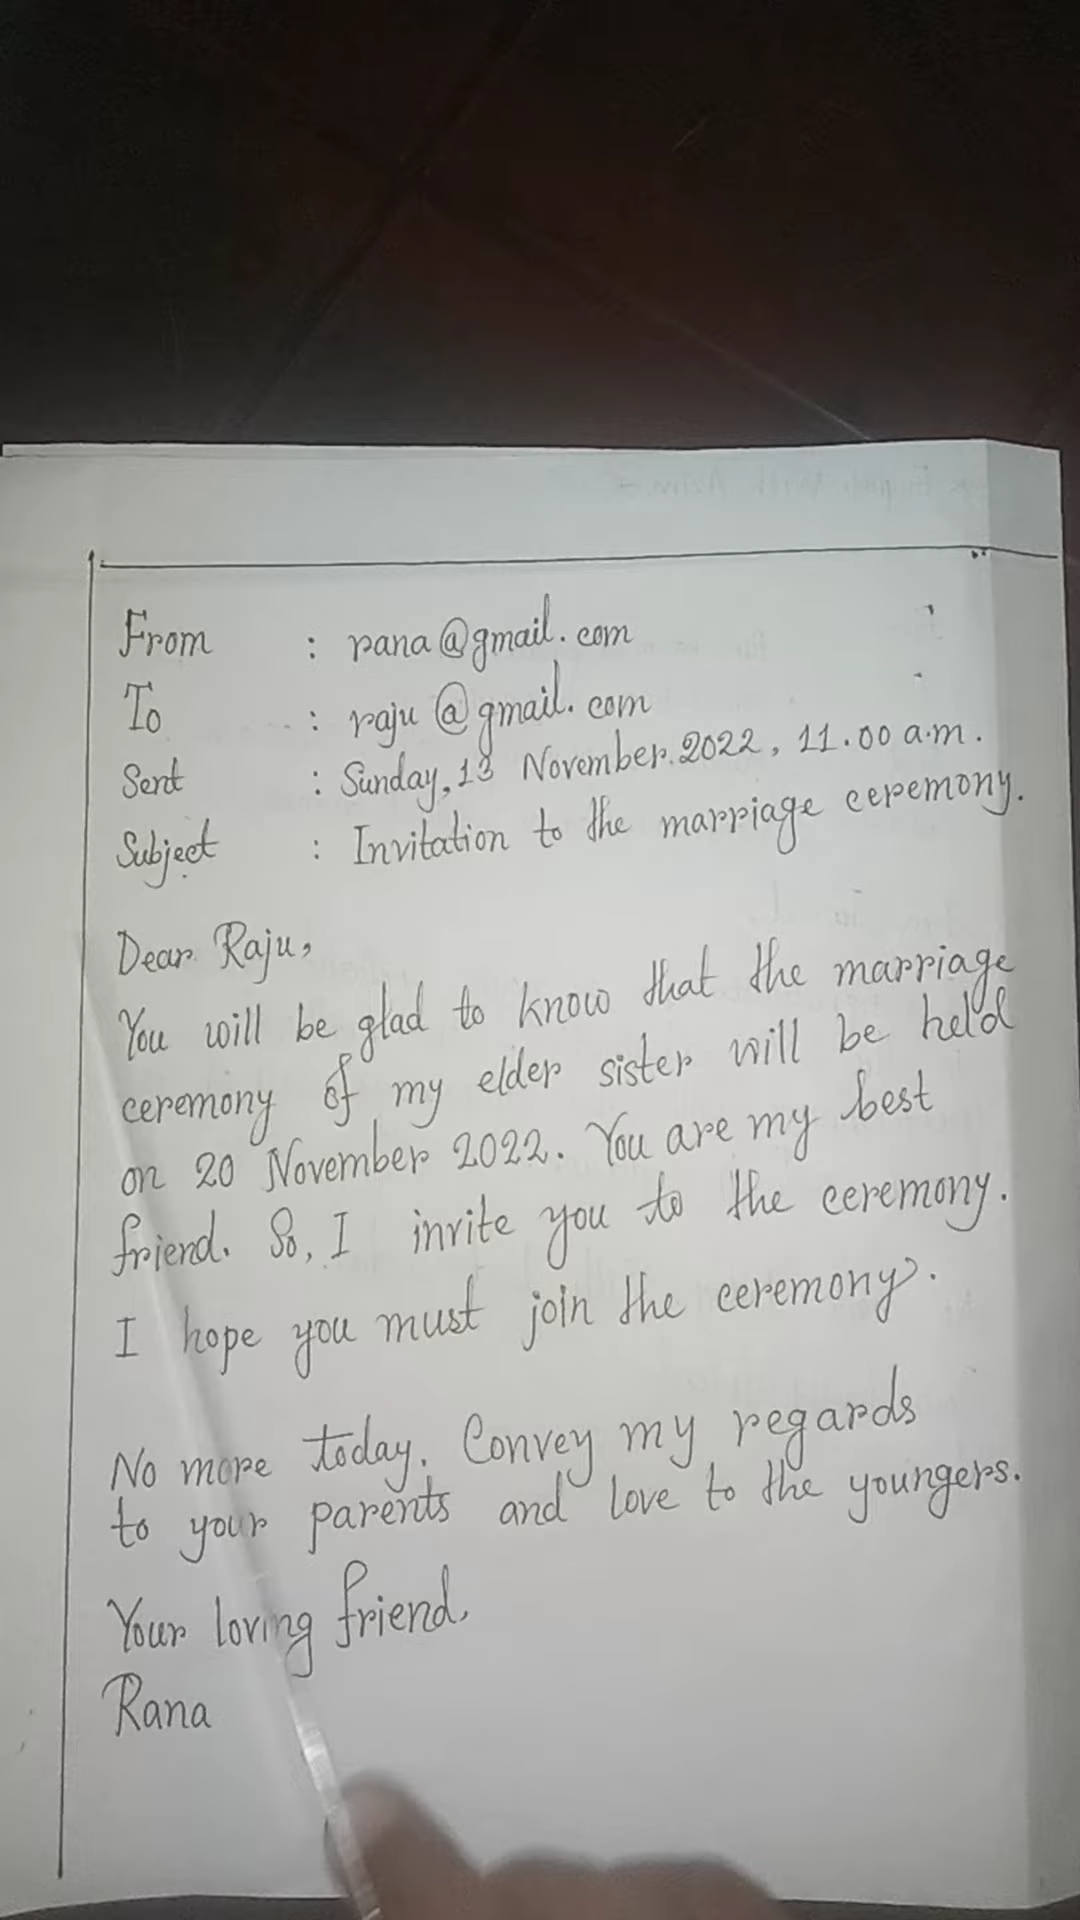 From : rana@gmail.com
To : raju@gmail.com
Sent : Sunday, 13 November. 2022, 11.00 a.m.
Subject : Invitation to the marriage ceremony.
Dear Raju,
You will be glad to know that the marriage
ceremony of my elder sister will be held
on 20 November 2022. You are my best
friend. So, I invite you to the ceremony.
I hope you must join the ceremony.
No more today. Convey my regards
to your parents and love to the youngers.
Your loving friend,
Rana